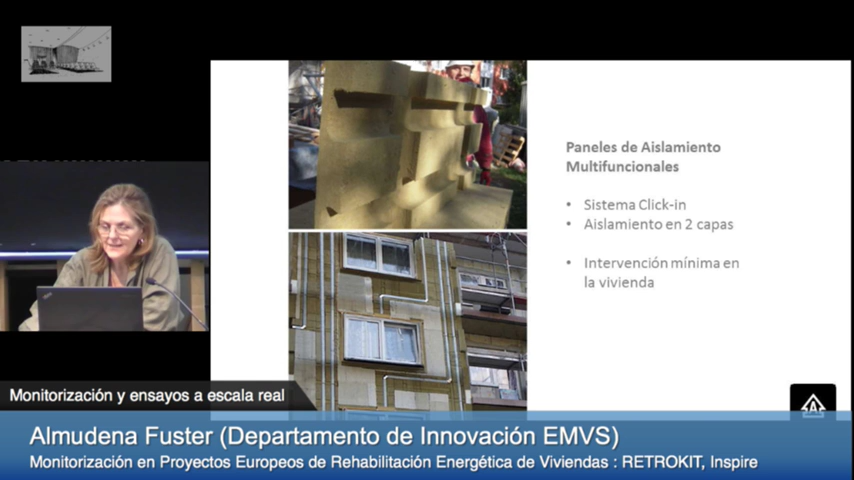 Paneles de Aislamiento
Multifuncionales
• Sistema Click-in
• Aislamiento en 2 capas
• Intervención mínima en
la vivienda
Monitorización y ensayos a escala real
Almudena Fuster (Departamento de Innovación EMVS)
Monitorización en Proyectos Europeos de Rehabilitación Energética de Viviendas : RETROKIT, Inspire